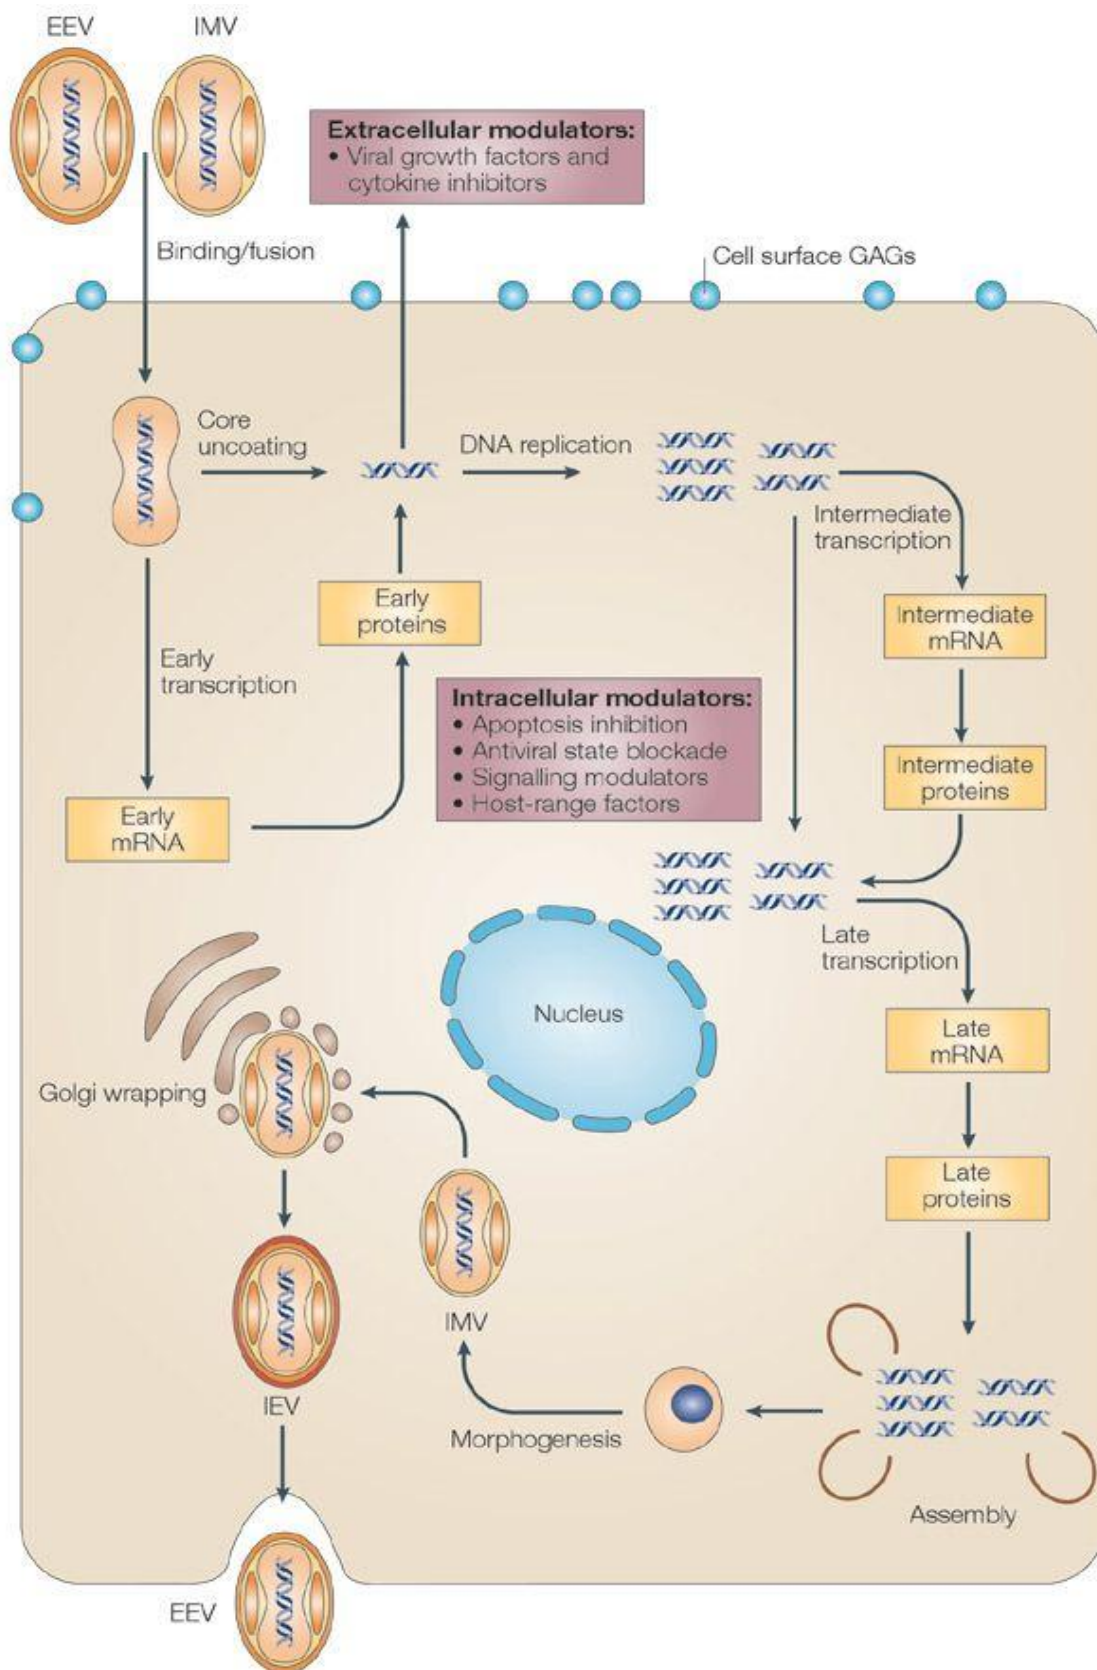 EEV
IMV
Extracellular modulators:
• Viral growth factors and
cytokine inhibitors
Binding/fusion
Cell surface GAGs
Core
uncoating
DNA replication
Intermediate
transcription
Early
proteins
Intermediate
mRNA
Early
transcription
Intracellular modulators:
• Apoptosis inhibition
• Antiviral state blockade
• Signalling modulators
• Host-range factors
Intermediate
proteins
Early
mRNA
Late
transcription
Nucleus
Late
mRNA
Golgi wrapping
Late
proteins
IMV
IEV
Morphogenesis
Assembly
EEV